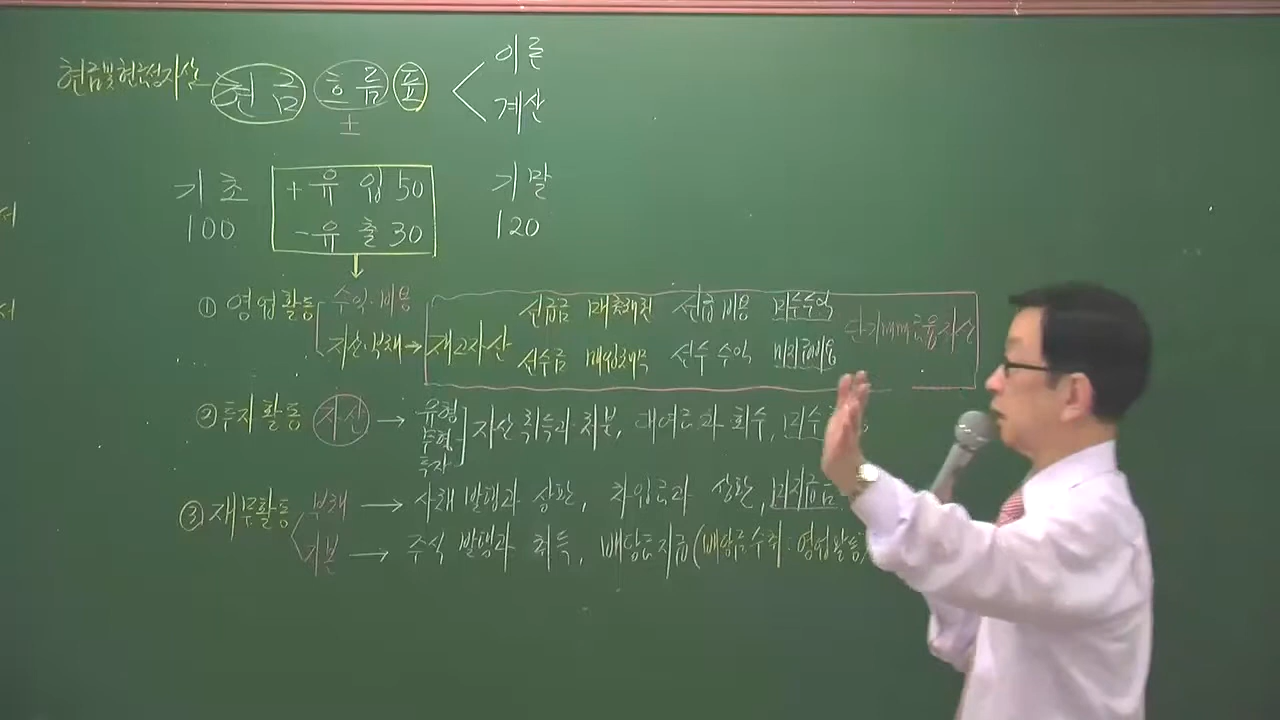 이론
현금및현금성자산 현금 흐름 표
계산
±
기초 +유 입 50 기말
100 -유 출 30 120
① 영업활동 수익·비용 선급금 매출채권 선급비용 미수수익 단기매매금융자산
자산·부채→재고자산 선수금 매입채무 선수수익 미지급비용
② 투자활동 자산 → 유형 무형 투자 자산취득과 처분, 대여금과 회수, 미수
③ 재무활동 부채 → 사채 발행과 상환, 차입금과 상환, 미지급금
자본 → 주식 발행과 취득, 배당금지급(배당금수취:영업활동)
서
서